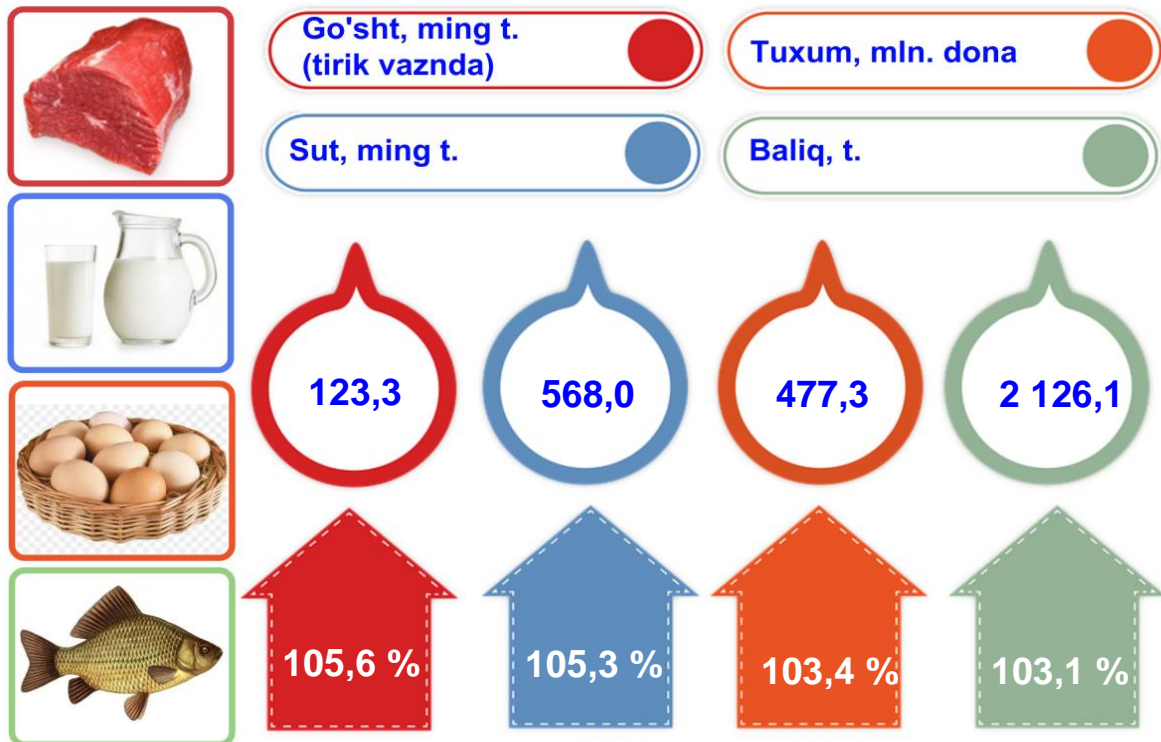 Go'sht, ming t.
(tirik vaznda)
Tuxum, mln. dona
Sut, ming t.
Baliq, t.
123,3
568,0
477,3
2 126,1
105,6 %
105,3 %
103,4 %
103,1 %